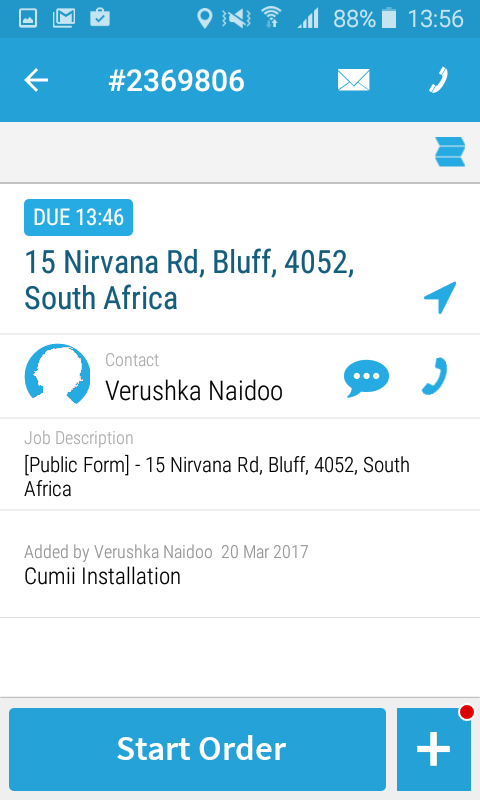 88% 13:56
#2369806
DUE 13:46
15 Nirvana Rd, Bluff, 4052,
South Africa
Contact
Verushka Naidoo
Job Description
[Public Form] - 15 Nirvana Rd, Bluff, 4052, South
Africa
Added by Verushka Naidoo 20 Mar 2017
Cumii Installation
Start Order +